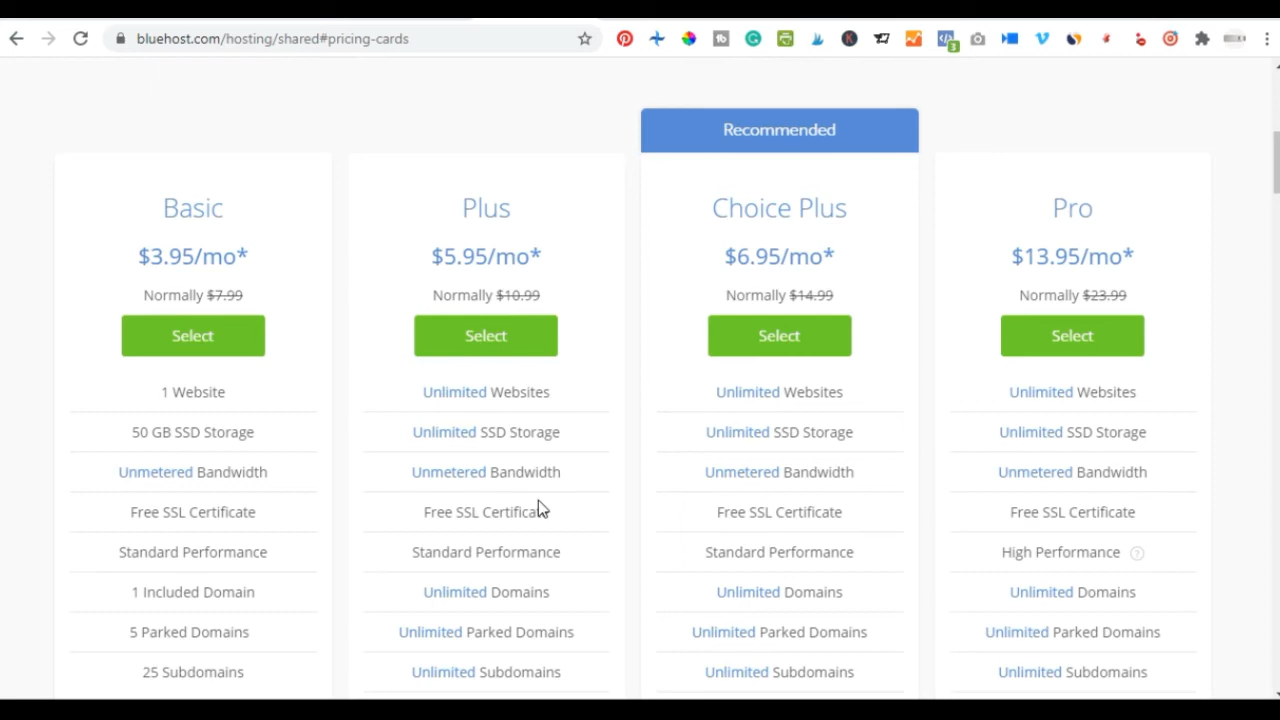 bluehost.com/hosting/shared#pricing-cards
3
Recommended
Basic
$3.95/mo*
Normally $7.99
Select
1 Website
50 GB SSD Storage
Unmetered Bandwidth
Free SSL Certificate
Standard Performance
1 Included Domain
5 Parked Domains
25 Subdomains
Plus
$5.95/mo*
Normally $10.99
Select
Unlimited Websites
Unlimited SSD Storage
Unmetered Bandwidth
Free SSL Certificate
Standard Performance
Unlimited Domains
Unlimited Parked Domains
Unlimited Subdomains
Choice Plus
$6.95/mo*
Normally $14.99
Select
Unlimited Websites
Unlimited SSD Storage
Unmetered Bandwidth
Free SSL Certificate
Standard Performance
Unlimited Domains
Unlimited Parked Domains
Unlimited Subdomains
Pro
$13.95/mo*
Normally $23.99
Select
Unlimited Websites
Unlimited SSD Storage
Unmetered Bandwidth
Free SSL Certificate
High Performance ?
Unlimited Domains
Unlimited Parked Domains
Unlimited Subdomains